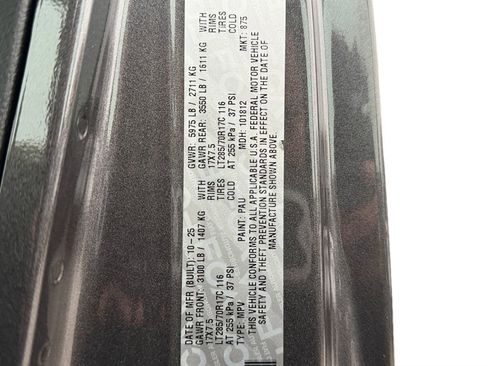 DATE OF MFR (BUILT): 10-25 GVWR: 5975 LB / 2711 KG
GAWR FRONT: 3100 LB / 1407 KG WITH GAWR REAR: 3550 LB / 1611 KG WITH
17X7.5 RIMS 17X7.5 RIMS
LT285/70R17C 116 TIRES LT285/70R17C 116 TIRES
AT 255 kPa / 37 PSI COLD AT 255 kPa / 37 PSI COLD
TYPE: MPV PAINT: PAU MDH: 101812 MKT: 875
THIS VEHICLE CONFORMS TO ALL APPLICABLE U.S.A. FEDERAL MOTOR VEHICLE
SAFETY AND THEFT PREVENTION STANDARDS IN EFFECT ON THE DATE OF
MANUFACTURE SHOWN ABOVE.